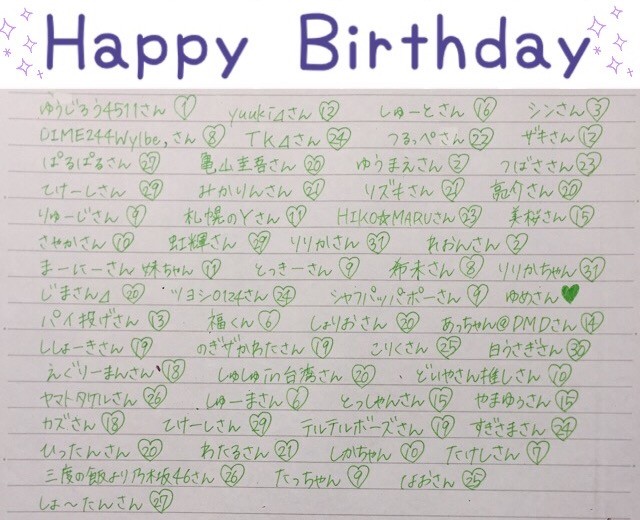 Happy Birthday
ゆうじろう4511さん ① yuuki⊿さん ⑫ しゅーとさん ⑯ シンさん ③
DIME244Wylbe,さん ⑧ TK⊿さん ㉔ つるっぺさん ㉒ ザキさん ⑫
ぱるぱるさん ㉗ 亀山圭吾さん ⑳ ゆうまえさん ② つばささん ㉓
てけーしさん ㉙ みかりんさん ㉑ リズキさん ㉑ さん ⑳
りゅーじさん ⑨ 札幌のYさん ⑪ HIKO☆MARUさん ㉓ 美桜さん ⑮
さやかさん ⑩ 虹輝さん ㉙ りりかさん ㉛ れおんさん ②
まーにーさん 妹ちゃん ⑪ とっきーさん ⑨ 希未さん ⑧ りりかちゃん ㉛
じまさん⊿ ⑳ ツヨシ0124さん ㉔ シャフパッパポーさん ⑨ ゆめさん ♥
パイ投げさん ⑬ 福くん ⑥ しょりおさん ⑳ あっちゃん@DMDさん ⑭
ししょーきさん ⑲ のぎザかわたさん ⑲ こりくさん ㉕ 白うさぎさん ㉚
えぐりーまんさん ⑱ しゅしゅin台湾さん ⑳ どいやさん推しさん ⑩
ヤマトタケルさん ㉖ しゅーまさん ⑥ とっしゃんさん ⑮ やまゆうさん ⑮
カズさん ⑱ てけーしさん ㉙ テルテルボーズさん ⑲ すぎさまさん ㉔
ひったんさん ⑳ わたるさん ㉑ しかちゃん ⑩ たけしさん ⑦
三度の飯より乃木坂46さん ㉖ たっちゃん ⑨ はおさん ㉕
しょ〜たんさん ㉗